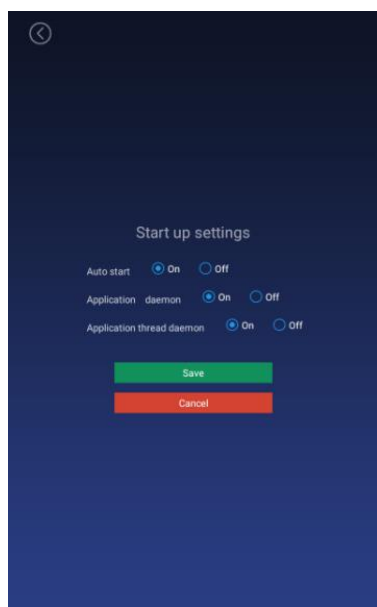 Start up settings
Auto start On Off
Application daemon On Off
Application thread daemon On Off
Save
Cancel